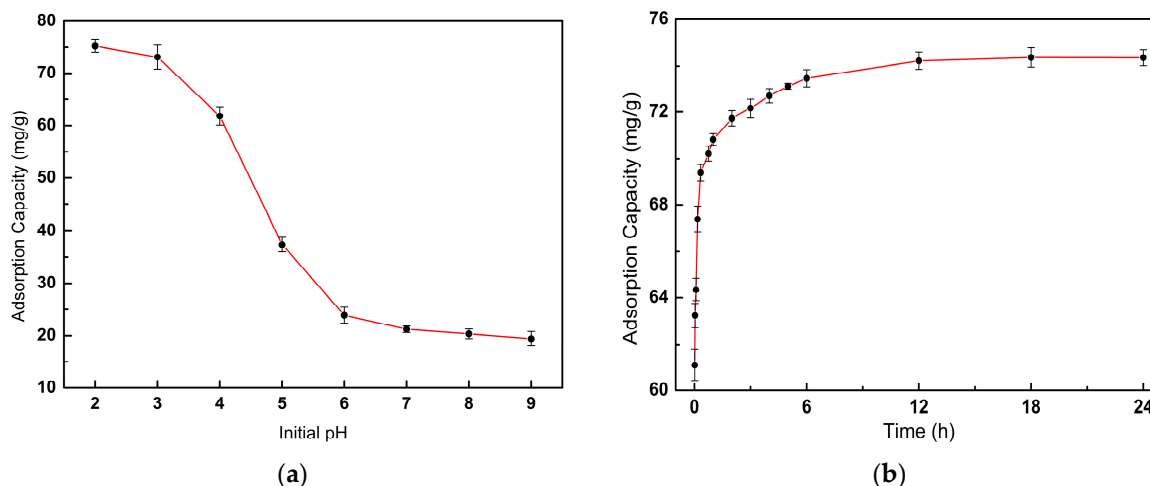 80
70
60
50
40
30
20
10
2 3 4 5 6 7 8 9
Adsorption Capacity (mg/g)
Initial pH
(a)
76
72
68
64
60
0 6 12 18 24
Adsorption Capacity (mg/g)
Time (h)
(b)